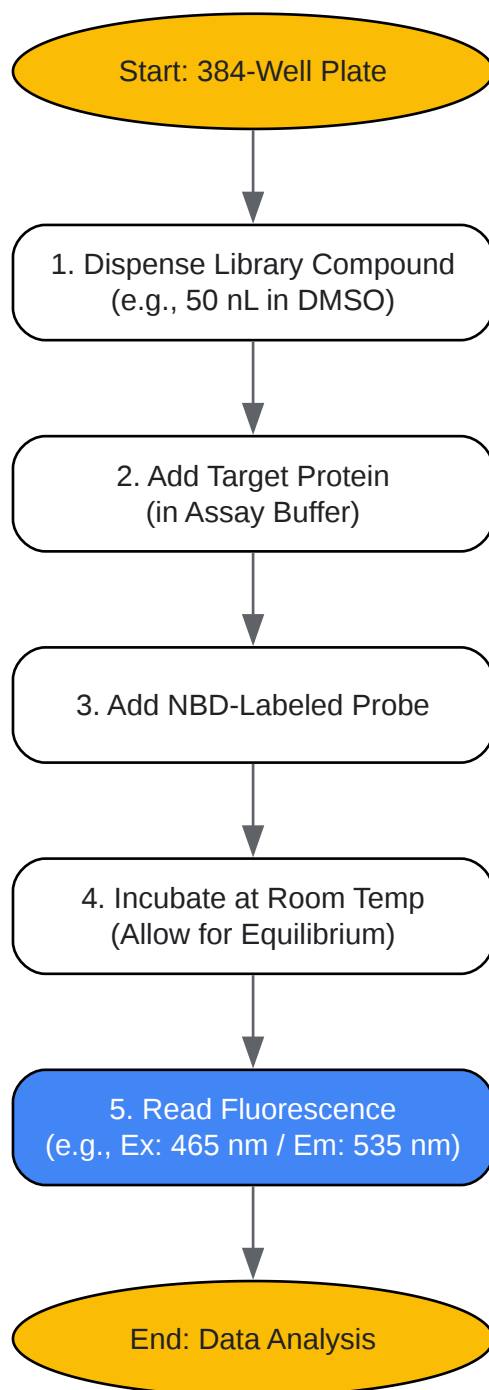 Start: 384-Well Plate
1. Dispense Library Compound
(e.g., 50 nL in DMSO)
2. Add Target Protein
(in Assay Buffer)
3. Add NBD-Labeled Probe
4. Incubate at Room Temp
(Allow for Equilibrium)
5. Read Fluorescence
(e.g., Ex: 465 nm / Em: 535 nm)
End: Data Analysis